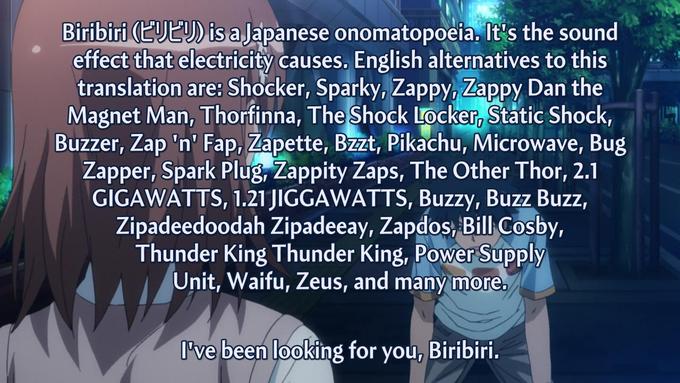 Biribiri (ビリビリ) is a Japanese onomatopoeia. It's the sound
effect that electricity causes. English alternatives to this
translation are: Shocker, Sparky, Zappy, Zappy Dan the
Magnet Man, Thorfinna, The Shock Locker, Static Shock,
Buzzer, Zap 'n' Fap, Zapette, Bzzt, Pikachu, Microwave, Bug
Zapper, Spark Plug, Zappity Zaps, The Other Thor, 2.1
GIGAWATTS, 1.21 JIGGAWATTS, Buzzy, Buzz Buzz,
Zipadeedoodah Zipadeeay, Zapdos, Bill Cosby,
Thunder King Thunder King, Power Supply
Unit, Waifu, Zeus, and many more.
I've been looking for you, Biribiri.